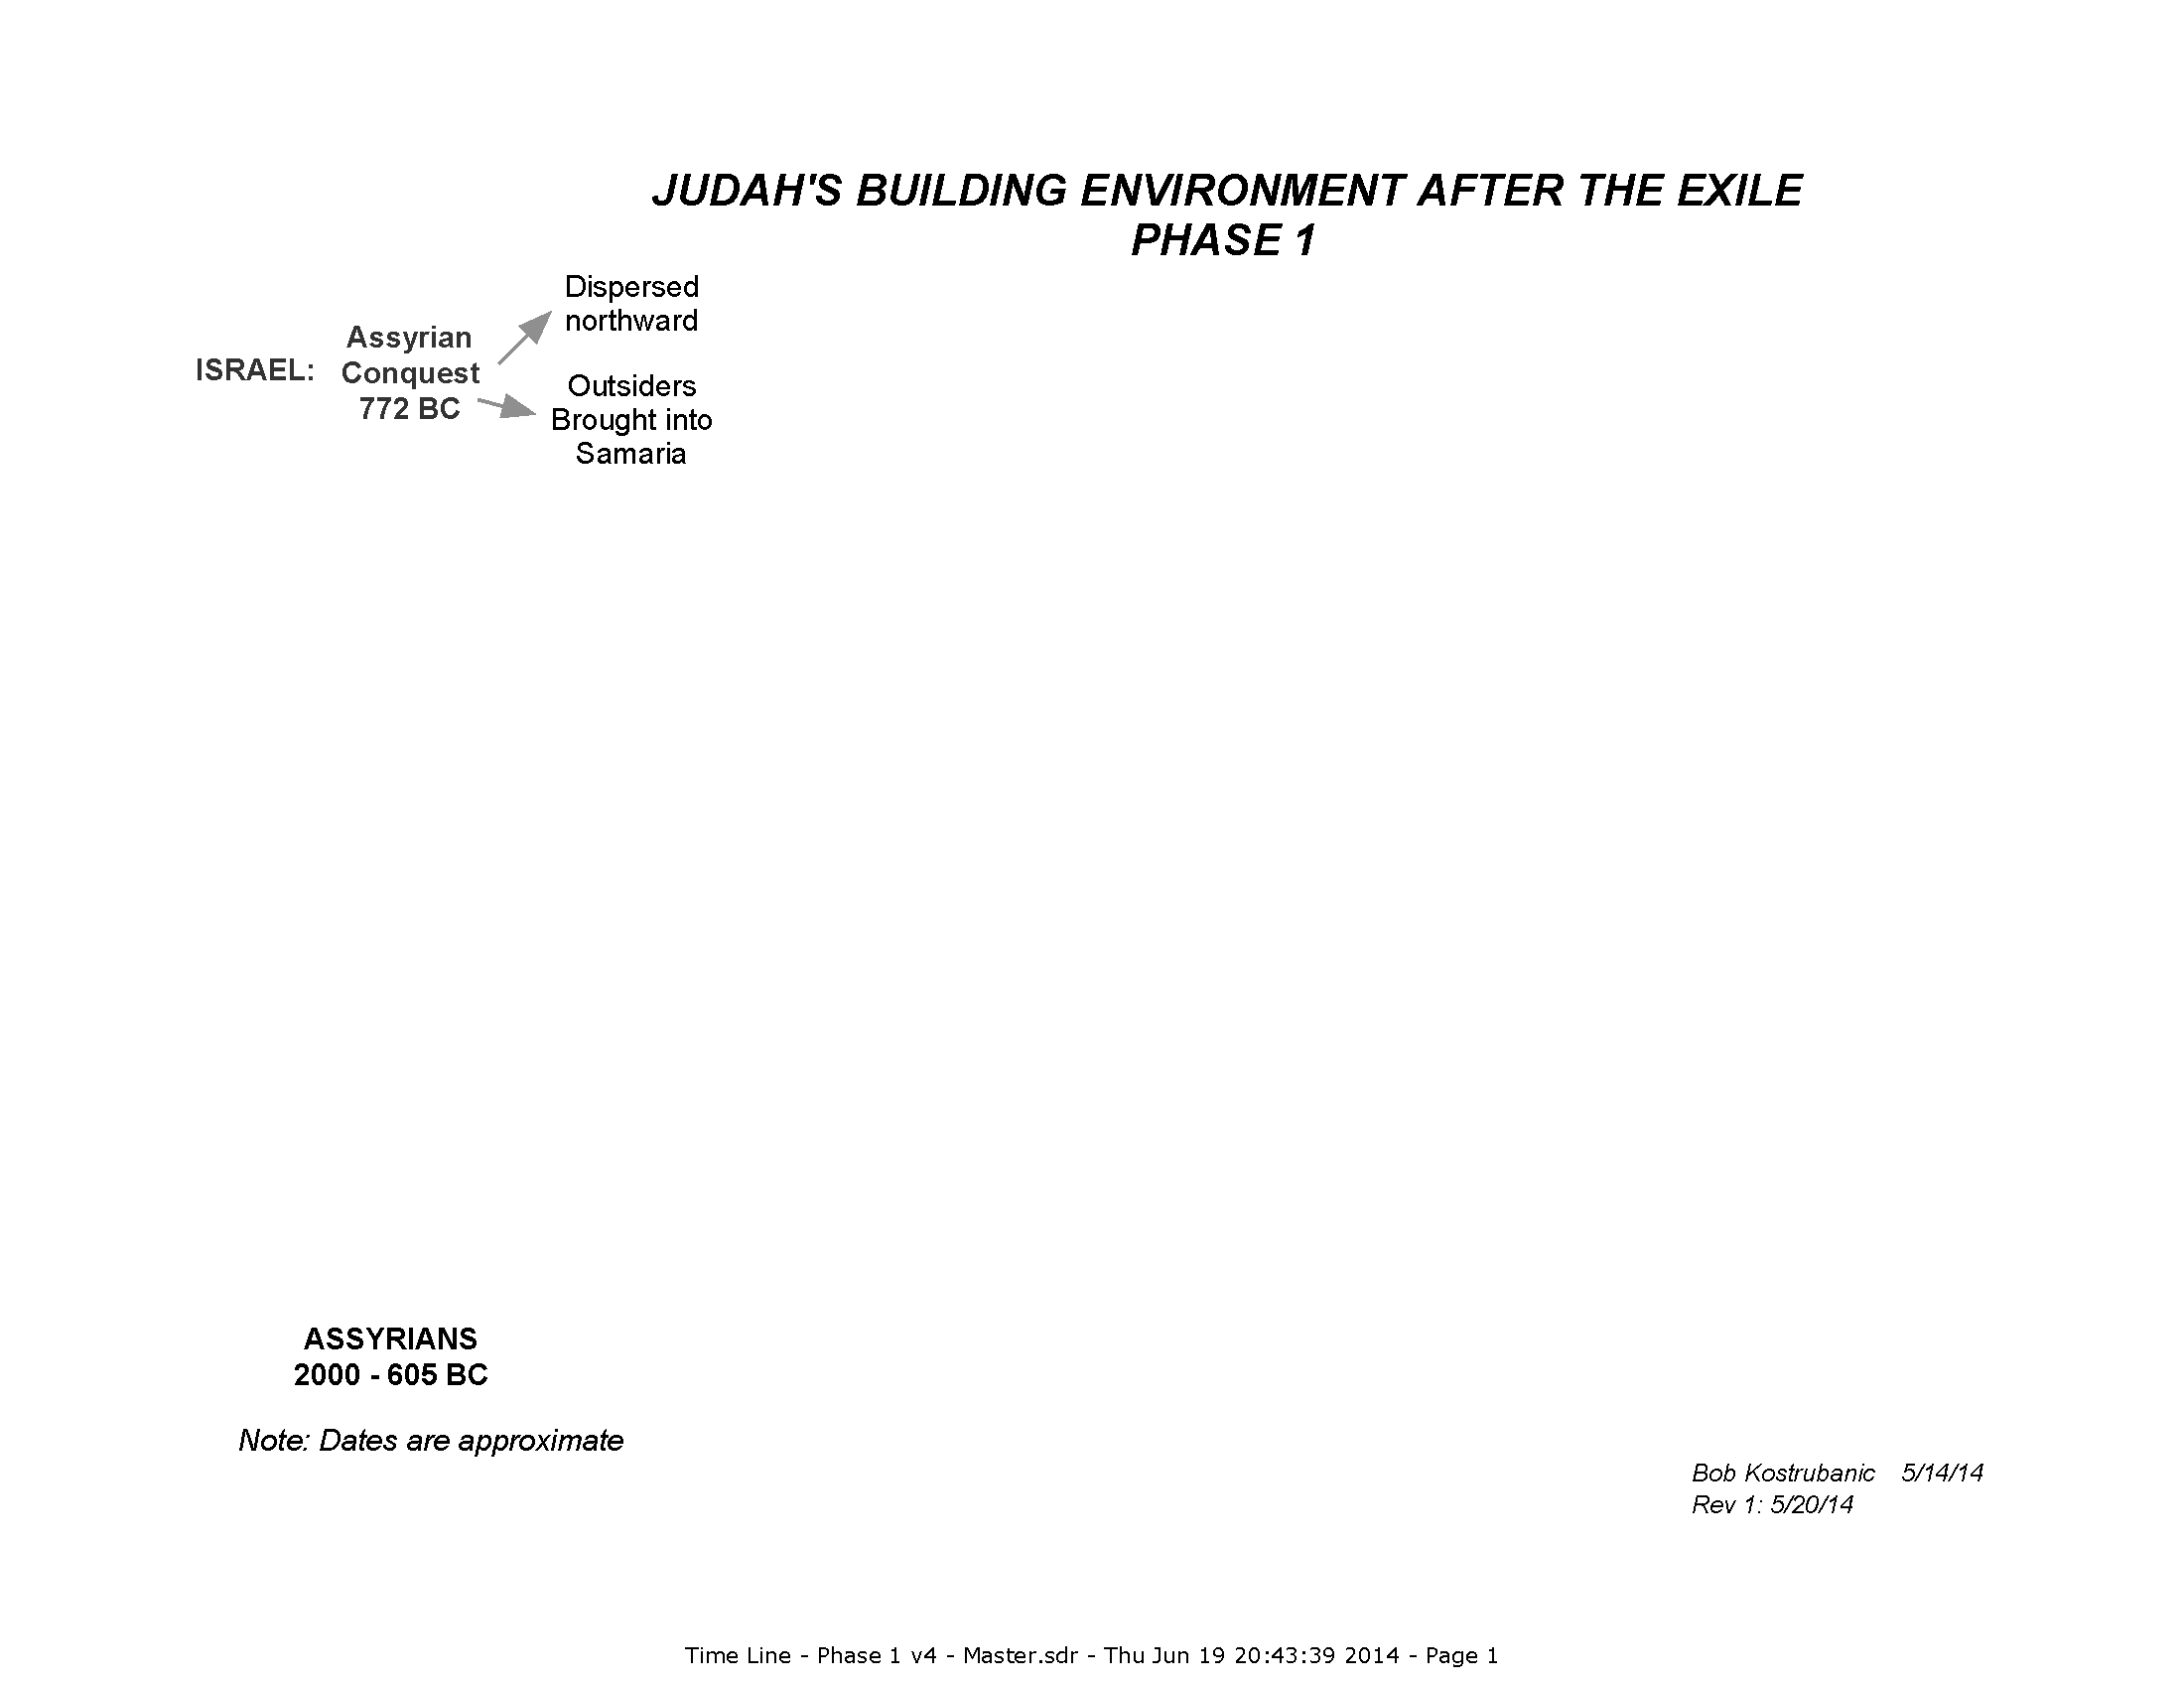 JUDAH'S BUILDING ENVIRONMENT AFTER THE EXILE
PHASE 1
ISRAEL:
Assyrian
Conquest
772 BC
Dispersed
northward
Outsiders
Brought into
Samaria
ASSYRIANS
2000 - 605 BC
Note: Dates are approximate
Bob Kostrubanic 5/14/14
Rev 1: 5/20/14
Time Line - Phase 1 v4 - Master.sdr - Thu Jun 19 20:43:39 2014 - Page 1